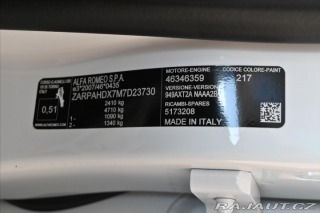 ALFA ROMEO S.P.A.
e3*2007/46*0435
ZARPAHDX7M7D23730
2410 kg
4710 kg
1 - 1090 kg
2 - 1340 kg
0,51
MOTORE-ENGINE
46346359
CODICE COLORE-PAINT
217
VERSIONE-VERSION
949AXT2A NAAA2B
RICAMBI-SPARES
5173208
MADE IN ITALY
RAJAUT.CZ